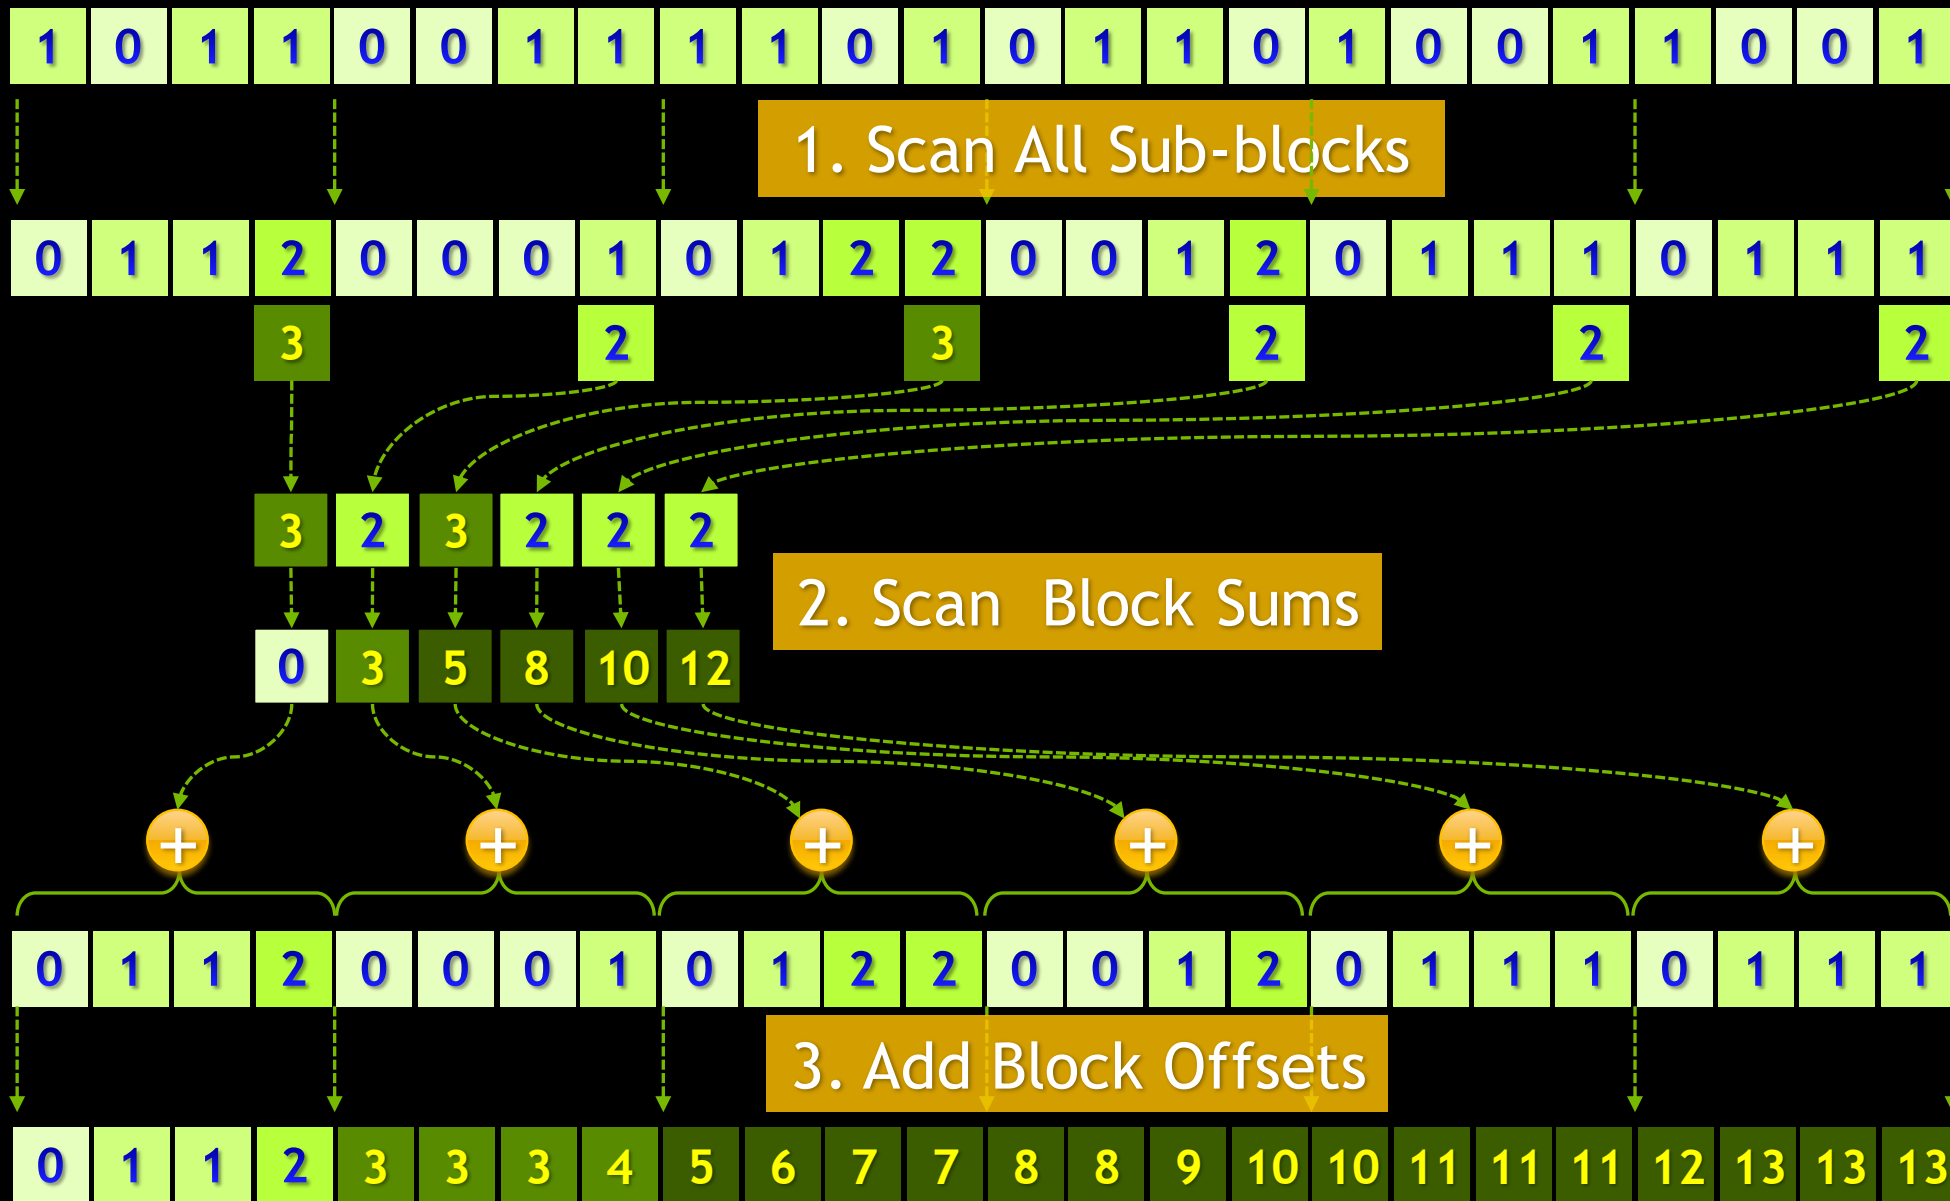 1 0 1 1 0 0 1 1 1 1 0 1 0 1 1 0 1 0 0 1 1 0 0 1
1. Scan All Sub-blocks
0 1 1 2 0 0 0 1 0 1 2 2 0 0 1 2 0 1 1 1 0 1 1 1
3 2 3 2 2 2
3 2 3 2 2 2
2. Scan Block Sums
0 3 5 8 10 12
+ + + + + +
0 1 1 2 0 0 0 1 0 1 2 2 0 0 1 2 0 1 1 1 0 1 1 1
3. Add Block Offsets
0 1 1 2 3 3 3 4 5 6 7 7 8 8 9 10 10 11 11 11 12 13 13 13